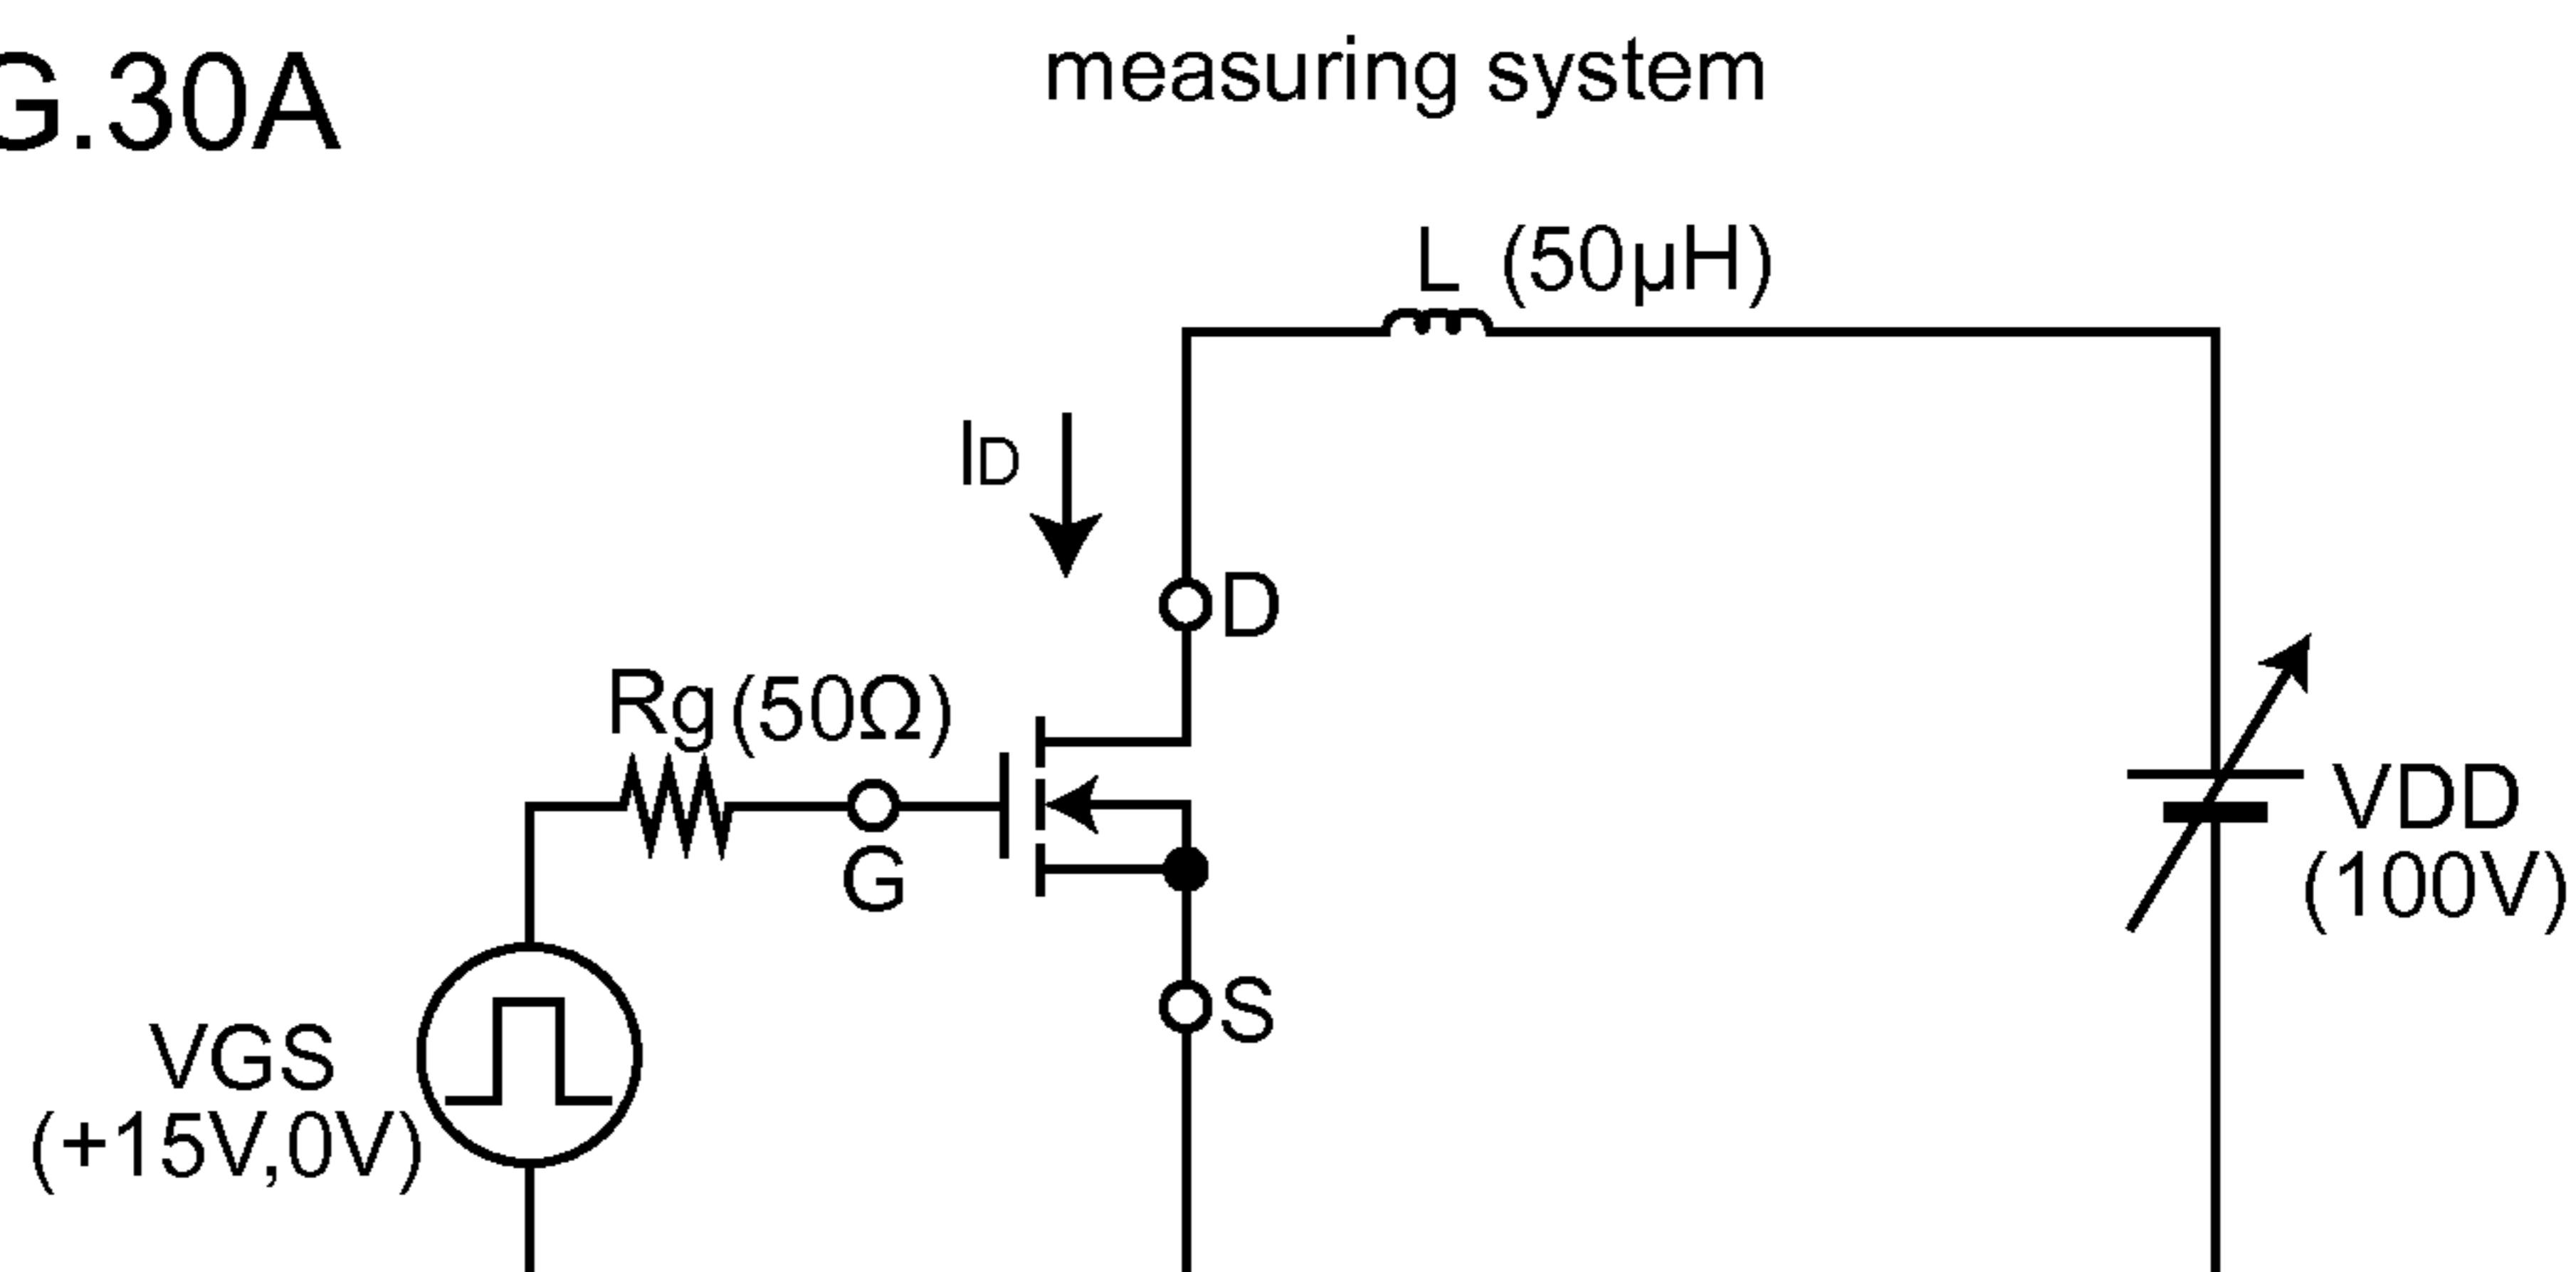 G.30A
measuring system
L (50μH)
ID
D
Rg (50Ω)
G
VDD
(100V)
S
VGS
(+15V,0V)